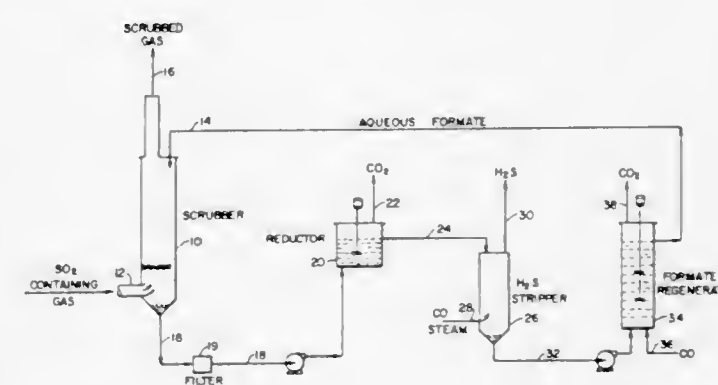 SCRUBBED
GAS
16
14
AQUEOUS FORMATE
CO₂
H₂S
CO₂
22
30
38
24
SCRUBBER
10
REDUCTOR
20
SO₂
CONTAINING
GAS
12
FORMATE
REGENERAT
H₂S
STRIPPER
28
CO
STEAM
26
34
18
19
18
FILTER
32
36
CO